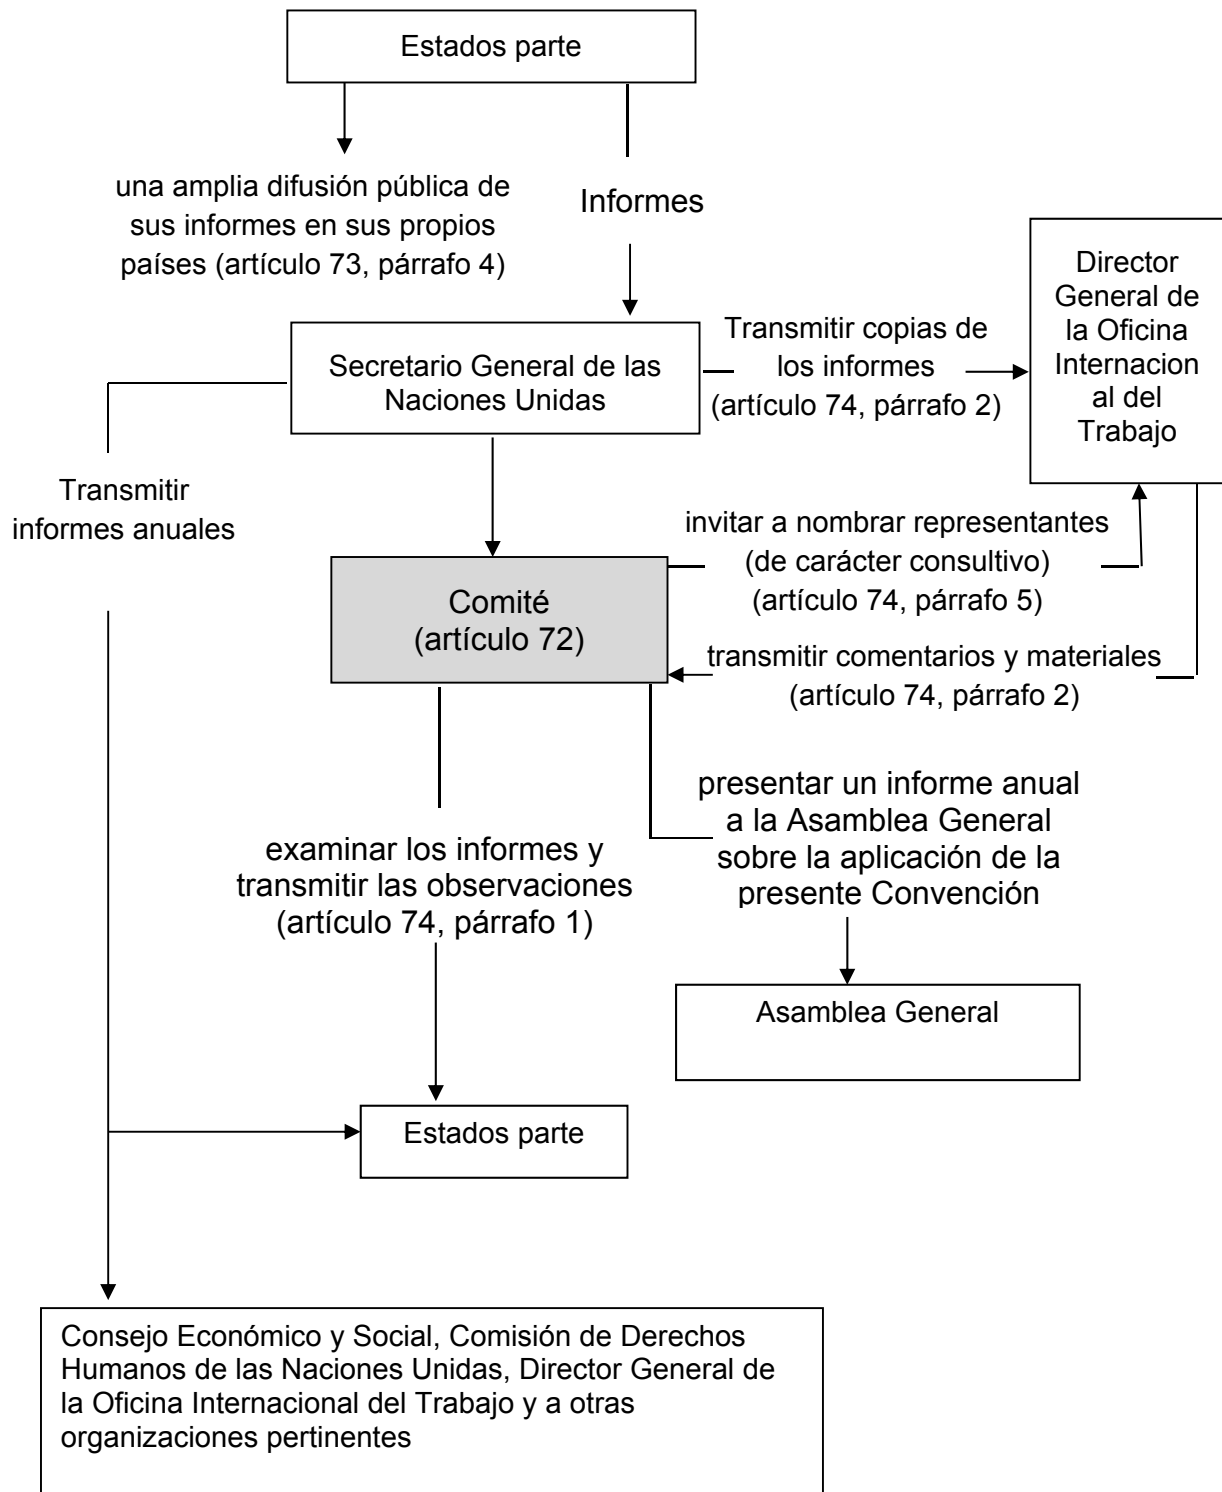 Estados parte
una amplia difusión pública de
sus informes en sus propios
países (artículo 73, párrafo 4)
Informes
Secretario General de las
Naciones Unidas
Transmitir copias de
los informes
(artículo 74, párrafo 2)
Director
General de
la Oficina
Internacion
al del
Trabajo
Transmitir
informes anuales
invitar a nombrar representantes
(de carácter consultivo)
(artículo 74, párrafo 5)
Comité
(artículo 72)
transmitir comentarios y materiales
(artículo 74, párrafo 2)
presentar un informe anual
a la Asamblea General
sobre la aplicación de la
presente Convención
examinar los informes y
transmitir las observaciones
(artículo 74, párrafo 1)
Asamblea General
Estados parte
Consejo Económico y Social, Comisión de Derechos
Humanos de las Naciones Unidas, Director General de
la Oficina Internacional del Trabajo y a otras
organizaciones pertinentes